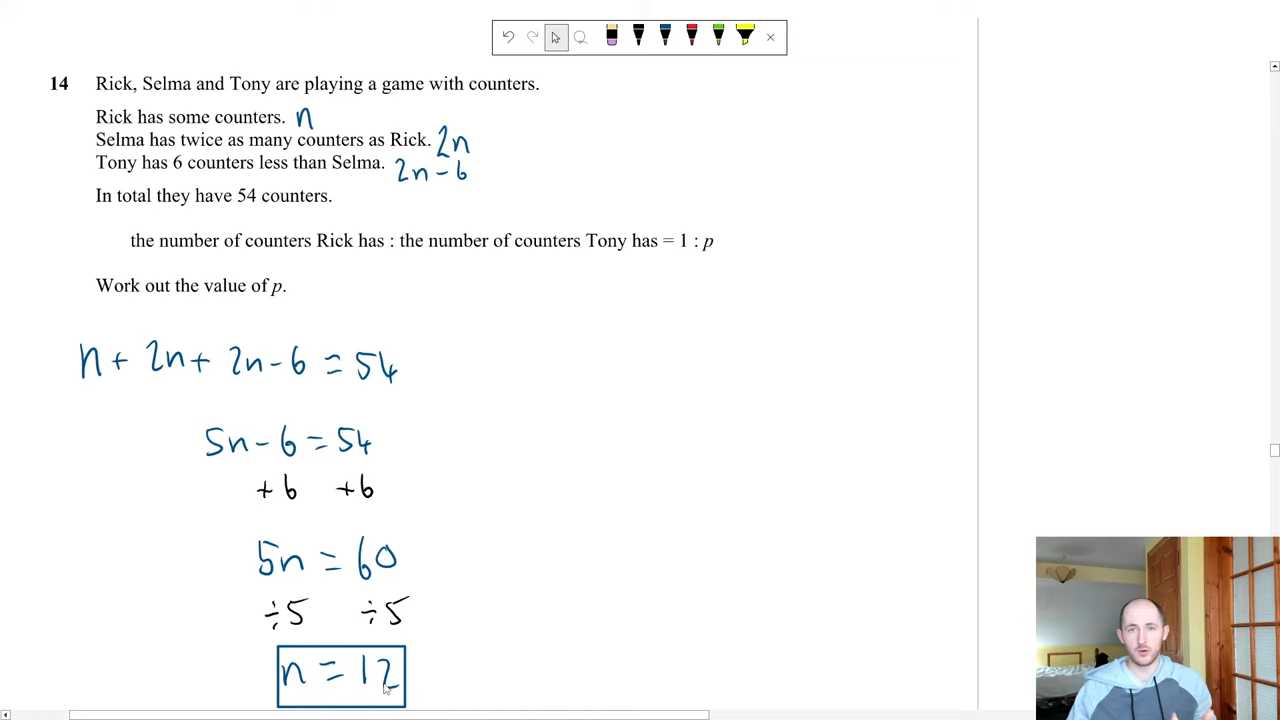 14 Rick, Selma and Tony are playing a game with counters.
Rick has some counters. n
Selma has twice as many counters as Rick. 2n
Tony has 6 counters less than Selma. 2n - 6
In total they have 54 counters.
the number of counters Rick has : the number of counters Tony has = 1 : p
Work out the value of p.
n + 2n + 2n - 6 = 54
5n - 6 = 54
+6 +6
5n = 60
÷5 ÷5
n = 12